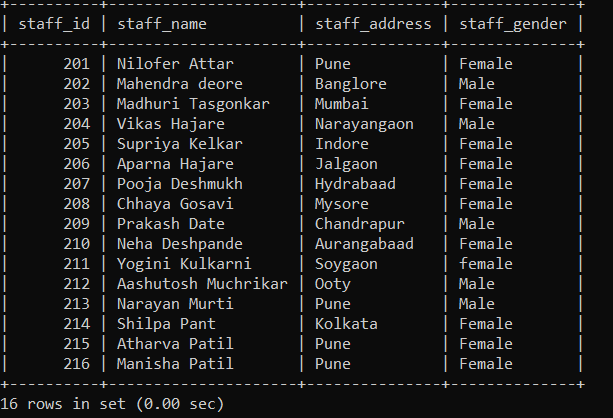 +----------+--------------------+---------------+--------------+
| staff_id | staff_name         | staff_address | staff_gender |
+----------+--------------------+---------------+--------------+
|      201 | Nilofer Attar      | Pune          | Female       |
|      202 | Mahendra deore     | Banglore      | Male         |
|      203 | Madhuri Tasgonkar  | Mumbai        | Female       |
|      204 | Vikas Hajare       | Narayangaon   | Male         |
|      205 | Supriya Kelkar     | Indore        | Female       |
|      206 | Aparna Hajare      | Jalgaon       | Female       |
|      207 | Pooja Deshmukh     | Hydrabaad     | Female       |
|      208 | Chhaya Gosavi      | Mysore        | Female       |
|      209 | Prakash Date       | Chandrapur    | Male         |
|      210 | Neha Deshpande     | Aurangabaad   | Female       |
|      211 | Yogini Kulkarni    | Soygaon       | female       |
|      212 | Aashutosh Muchrikar | Ooty          | Male         |
|      213 | Narayan Murti      | Pune          | Male         |
|      214 | Shilpa Pant        | Kolkata       | Female       |
|      215 | Atharva Patil      | Pune          | Female       |
|      216 | Manisha Patil      | Pune          | Female       |
+----------+--------------------+---------------+--------------+
16 rows in set (0.00 sec)